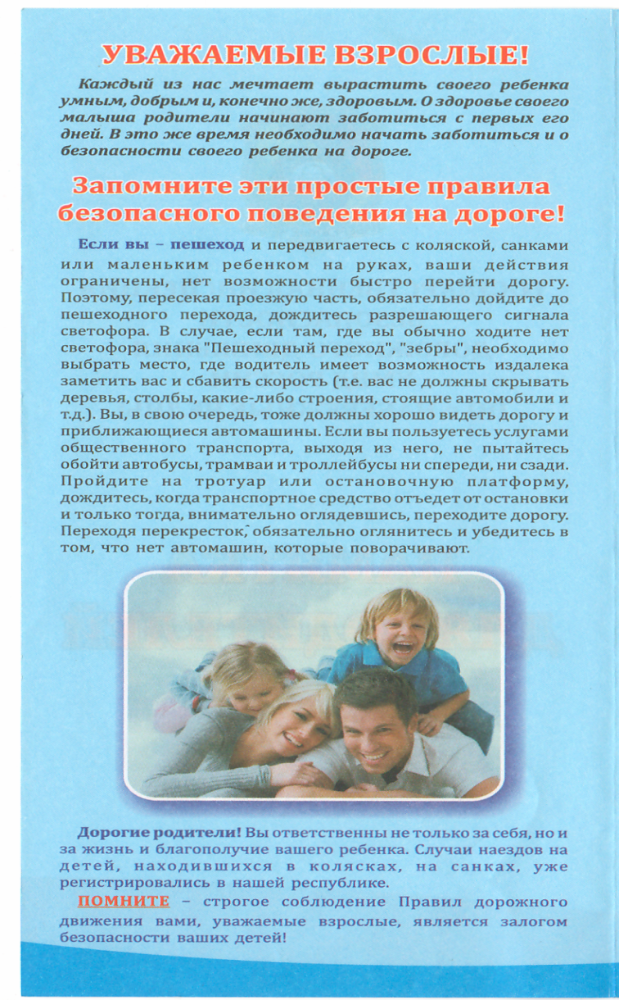 УВАЖАЕМЫЕ ВЗРОСЛЫЕ!
Каждый из нас мечтает вырастить своего ребенка
умным, добрым и, конечно же, здоровым. О здоровье своего
малыша родители начинают заботиться с первых его
дней. В это же время необходимо начать заботиться и о
безопасности своего ребенка на дороге.
Запомните эти простые правила
безопасного поведения на дороге!
Если вы – пешеход и передвигаетесь с коляской, санками
или маленьким ребенком на руках, ваши действия
ограничены, нет возможности быстро перейти дорогу.
Поэтому, пересекая проезжую часть, обязательно дойдите до
пешеходного перехода, дождитесь разрешающего сигнала
светофора. В случае, если там, где вы обычно ходите нет
светофора, знака "Пешеходный переход", "зебры", необходимо
выбрать место, где водитель имеет возможность издалека
заметить вас и сбавить скорость (т.е. вас не должны скрывать
деревья, столбы, какие-либо строения, стоящие автомобили и
т.д.). Вы, в свою очередь, тоже должны хорошо видеть дорогу и
приближающиеся автомашины. Если вы пользуетесь услугами
общественного транспорта, выходя из него, не пытайтесь
обойти автобусы, трамваи и троллейбусы ни спереди, ни сзади.
Пройдите на тротуар или остановочную платформу,
дождитесь, когда транспортное средство отъедет от остановки
и только тогда, внимательно оглядевшись, переходите дорогу.
Переходя перекресток, обязательно оглянитесь и убедитесь в
том, что нет автомашин, которые поворачивают.
Дорогие родители! Вы ответственны не только за себя, но и
за жизнь и благополучие вашего ребенка. Случаи наездов на
детей, находившихся в колясках, на санках, уже
регистрировались в нашей республике.
ПОМНИТЕ – строгое соблюдение Правил дорожного
движения вами, уважаемые взрослые, является залогом
безопасности ваших детей!